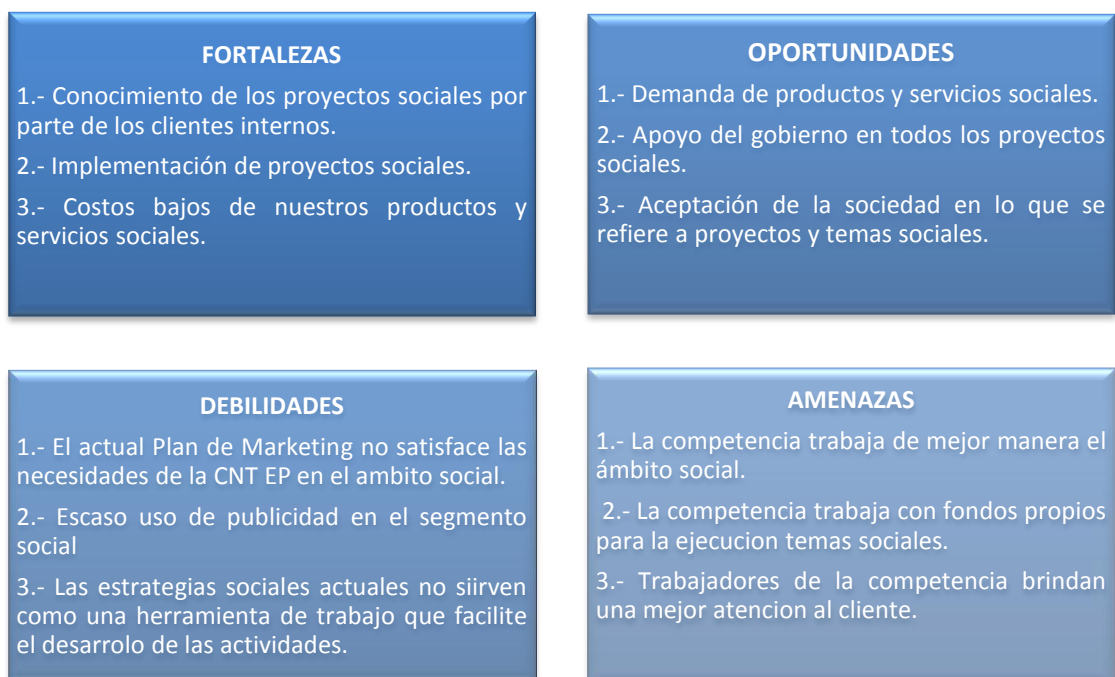 FORTALEZAS
1.- Conocimiento de los proyectos sociales por
parte de los clientes internos.
2.- Implementación de proyectos sociales.
3.- Costos bajos de nuestros productos y
servicios sociales.
OPORTUNIDADES
1.- Demanda de productos y servicios sociales.
2.- Apoyo del gobierno en todos los proyectos
sociales.
3.- Aceptación de la sociedad en lo que se
refiere a proyectos y temas sociales.
DEBILIDADES
1.- El actual Plan de Marketing no satisface las
necesidades de la CNT EP en el ambito social.
2.- Escaso uso de publicidad en el segmento
social
3.- Las estrategias sociales actuales no siirven
como una herramienta de trabajo que facilite
el desarrolo de las actividades.
AMENAZAS
1.- La competencia trabaja de mejor manera el
ámbito social.
2.- La competencia trabaja con fondos propios
para la ejecucion temas sociales.
3.- Trabajadores de la competencia brindan
una mejor atencion al cliente.